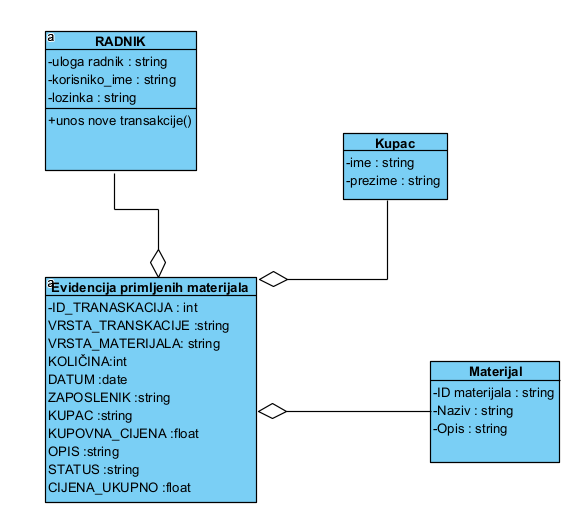 a
RADNIK
-uloga radnik : string
-korisniko_ime : string
-lozinka : string
+unos nove transakcije()
Kupac
-ime : string
-prezime : string
a
Evidencija primljenih materijala
-ID_TRANASKACIJA : int
VRSTA_TRANSKACIJE :string
VRSTA_MATERIJALA: string
KOLIČINA:int
DATUM :date
ZAPOSLENIK :string
KUPAC :string
KUPOVNA_CIJENA :float
OPIS :string
STATUS :string
CIJENA_UKUPNO :float
Materijal
-ID materijala : string
-Naziv : string
-Opis : string